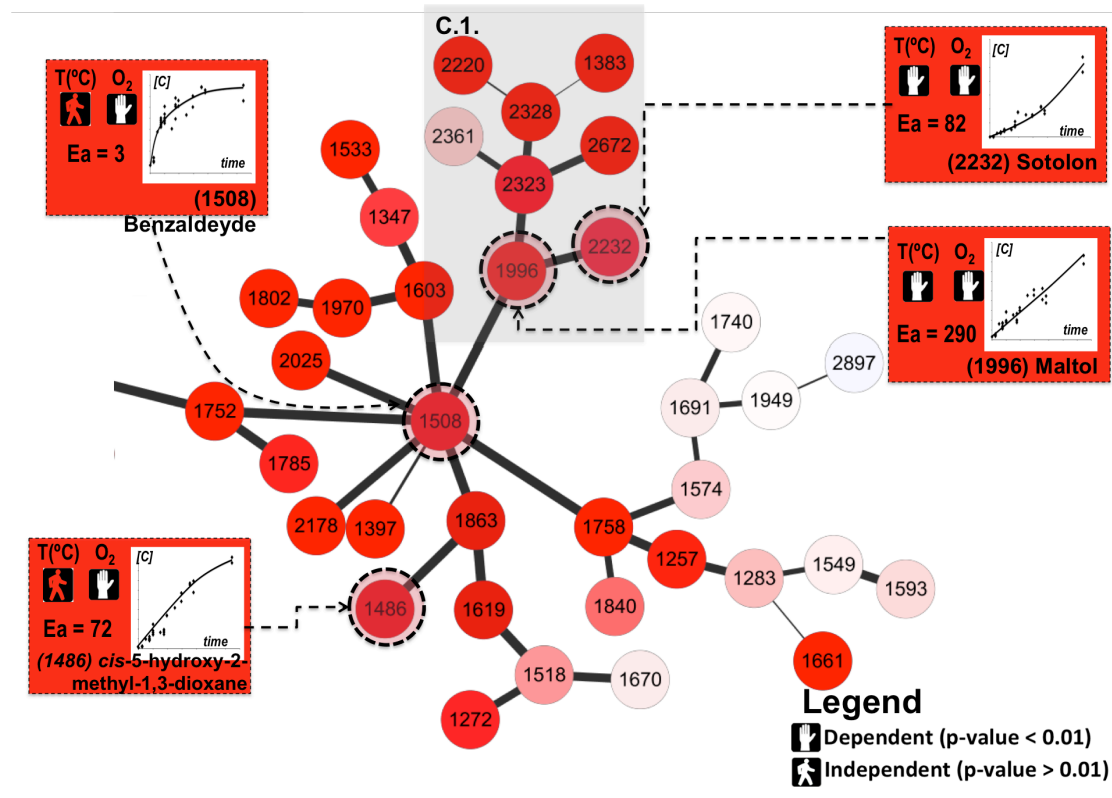 C.1.
T(ºC) O2
[C]
Ea = 3
time
(1508)
Benzaldeyde
T(ºC) O2
[C]
Ea = 82
time
(2232) Sotolon
T(ºC) O2
[C]
Ea = 290
time
(1996) Maltol
T(ºC) O2
[C]
Ea = 72
time
(1486) cis-5-hydroxy-2-
methyl-1,3-dioxane
2220
1383
2328
2361
2672
2323
2232
1996
1533
1347
1603
1802
1970
2025
1752
1508
1785
2178
1397
1863
1486
1619
1518
1670
1272
1740
2897
1691
1949
1574
1758
1257
1283
1549
1593
1840
1661
Legend
Dependent (p-value < 0.01)
Independent (p-value > 0.01)